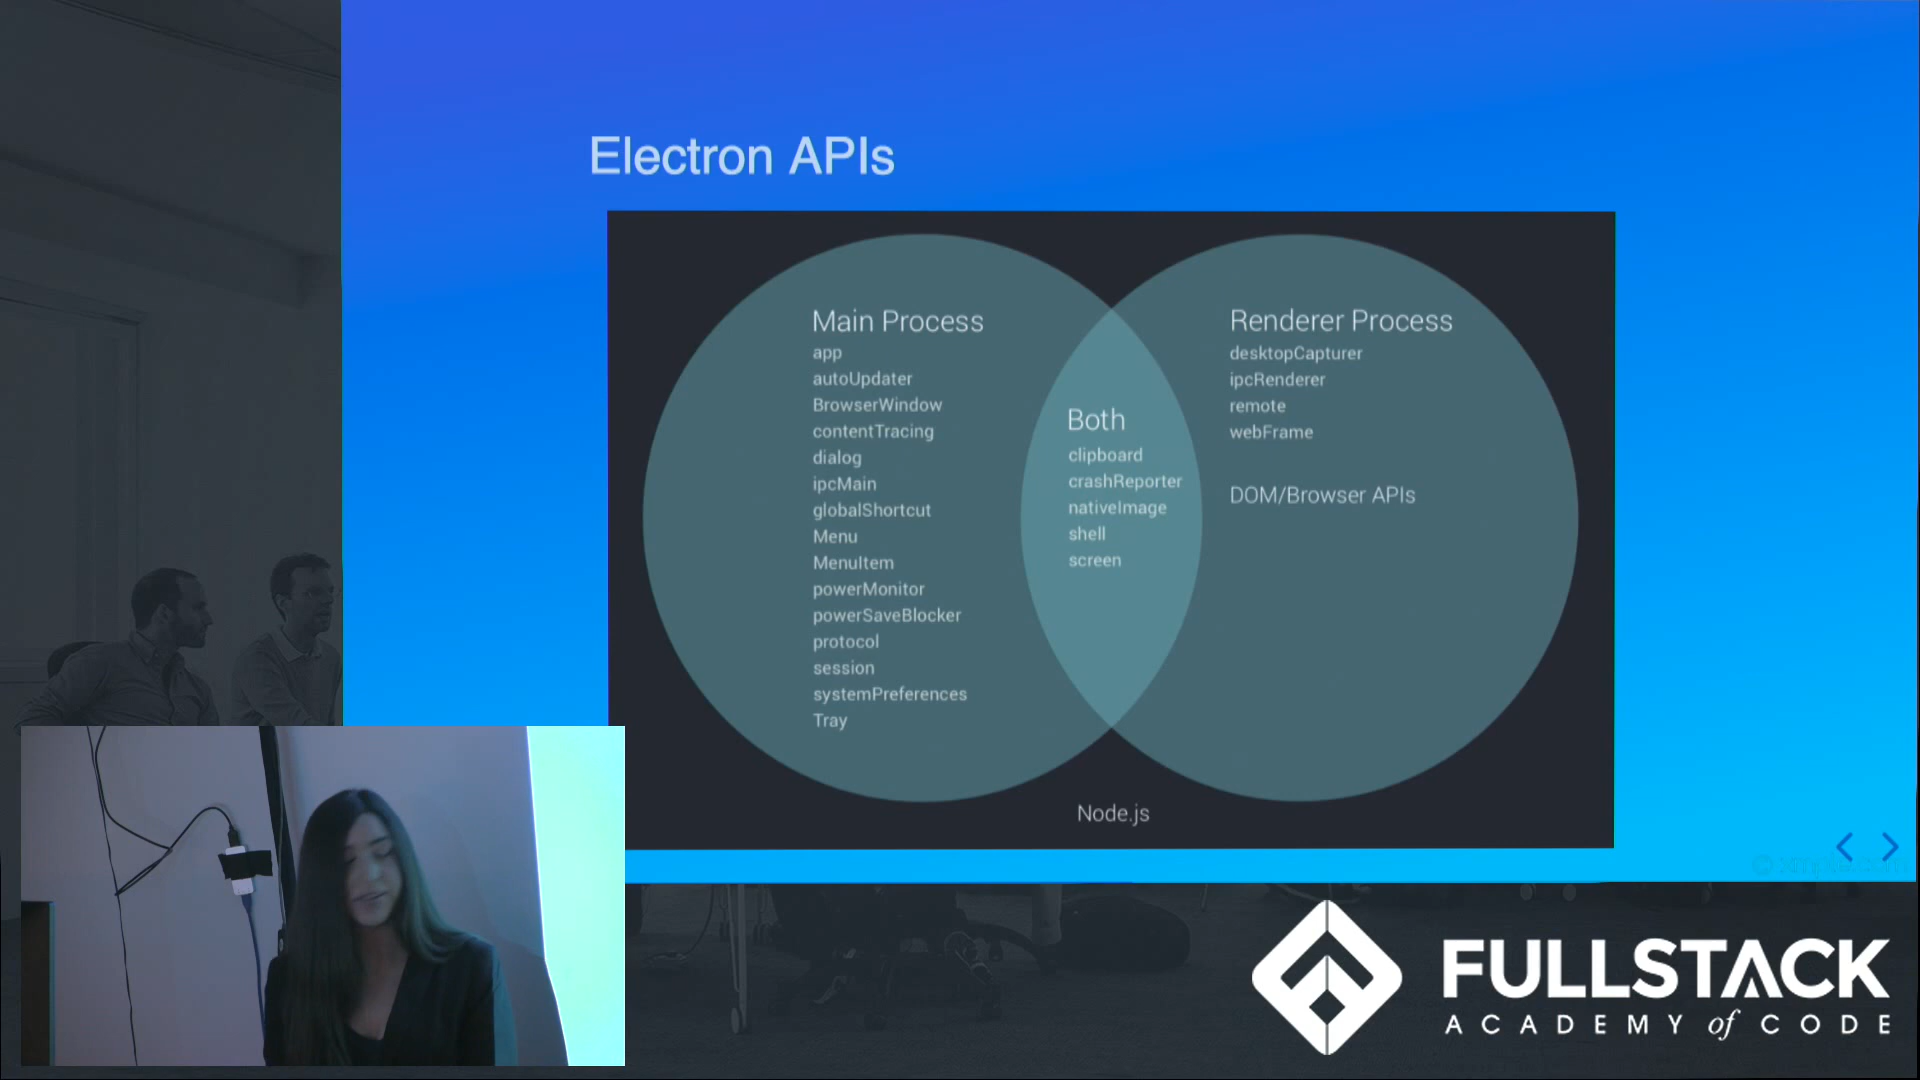 Electron APIs
Main Process
app
autoUpdater
BrowserWindow
contentTracing
dialog
ipcMain
globalShortcut
Menu
MenuItem
powerMonitor
powerSaveBlocker
protocol
session
systemPreferences
Tray
Both
clipboard
crashReporter
nativeImage
shell
screen
Renderer Process
desktopCapturer
ipcRenderer
remote
webFrame
DOM/Browser APIs
Node.js
FULLSTACK
ACADEMY of CODE